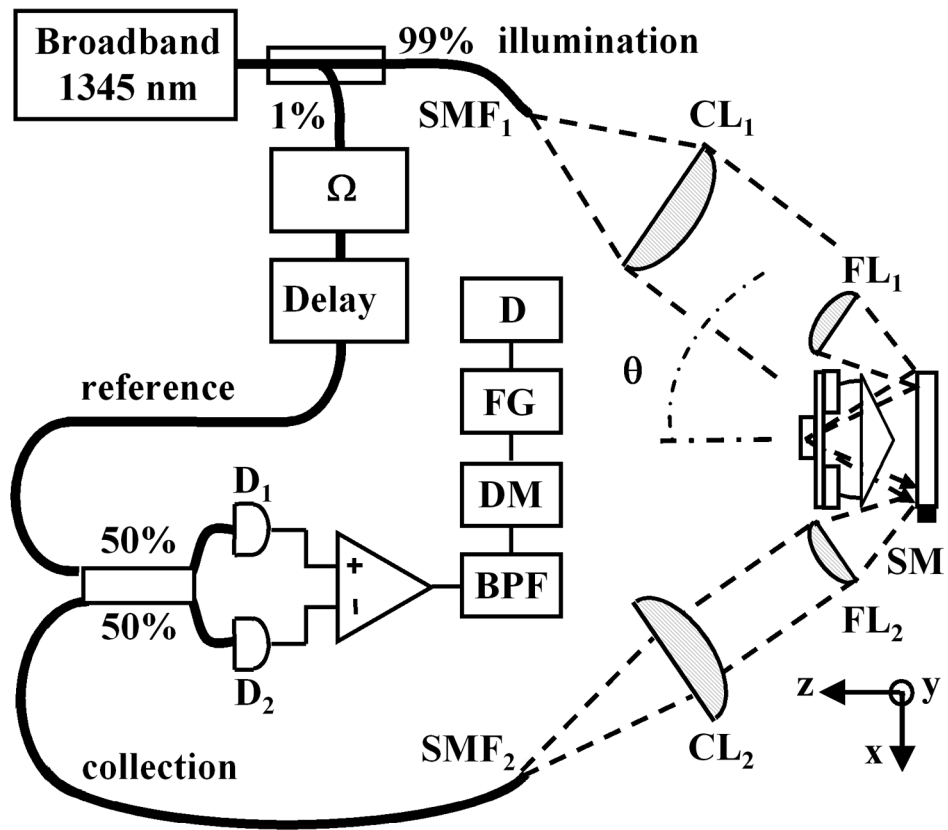 Broadband
1345 nm
99% illumination
1%
SMF₁
CL₁
Ω
Delay
FL₁
D
θ
reference
FG
D₁
DM
50%
+
-
BPF
SM
50%
D₂
FL₂
z
y
x
SMF₂
CL₂
collection